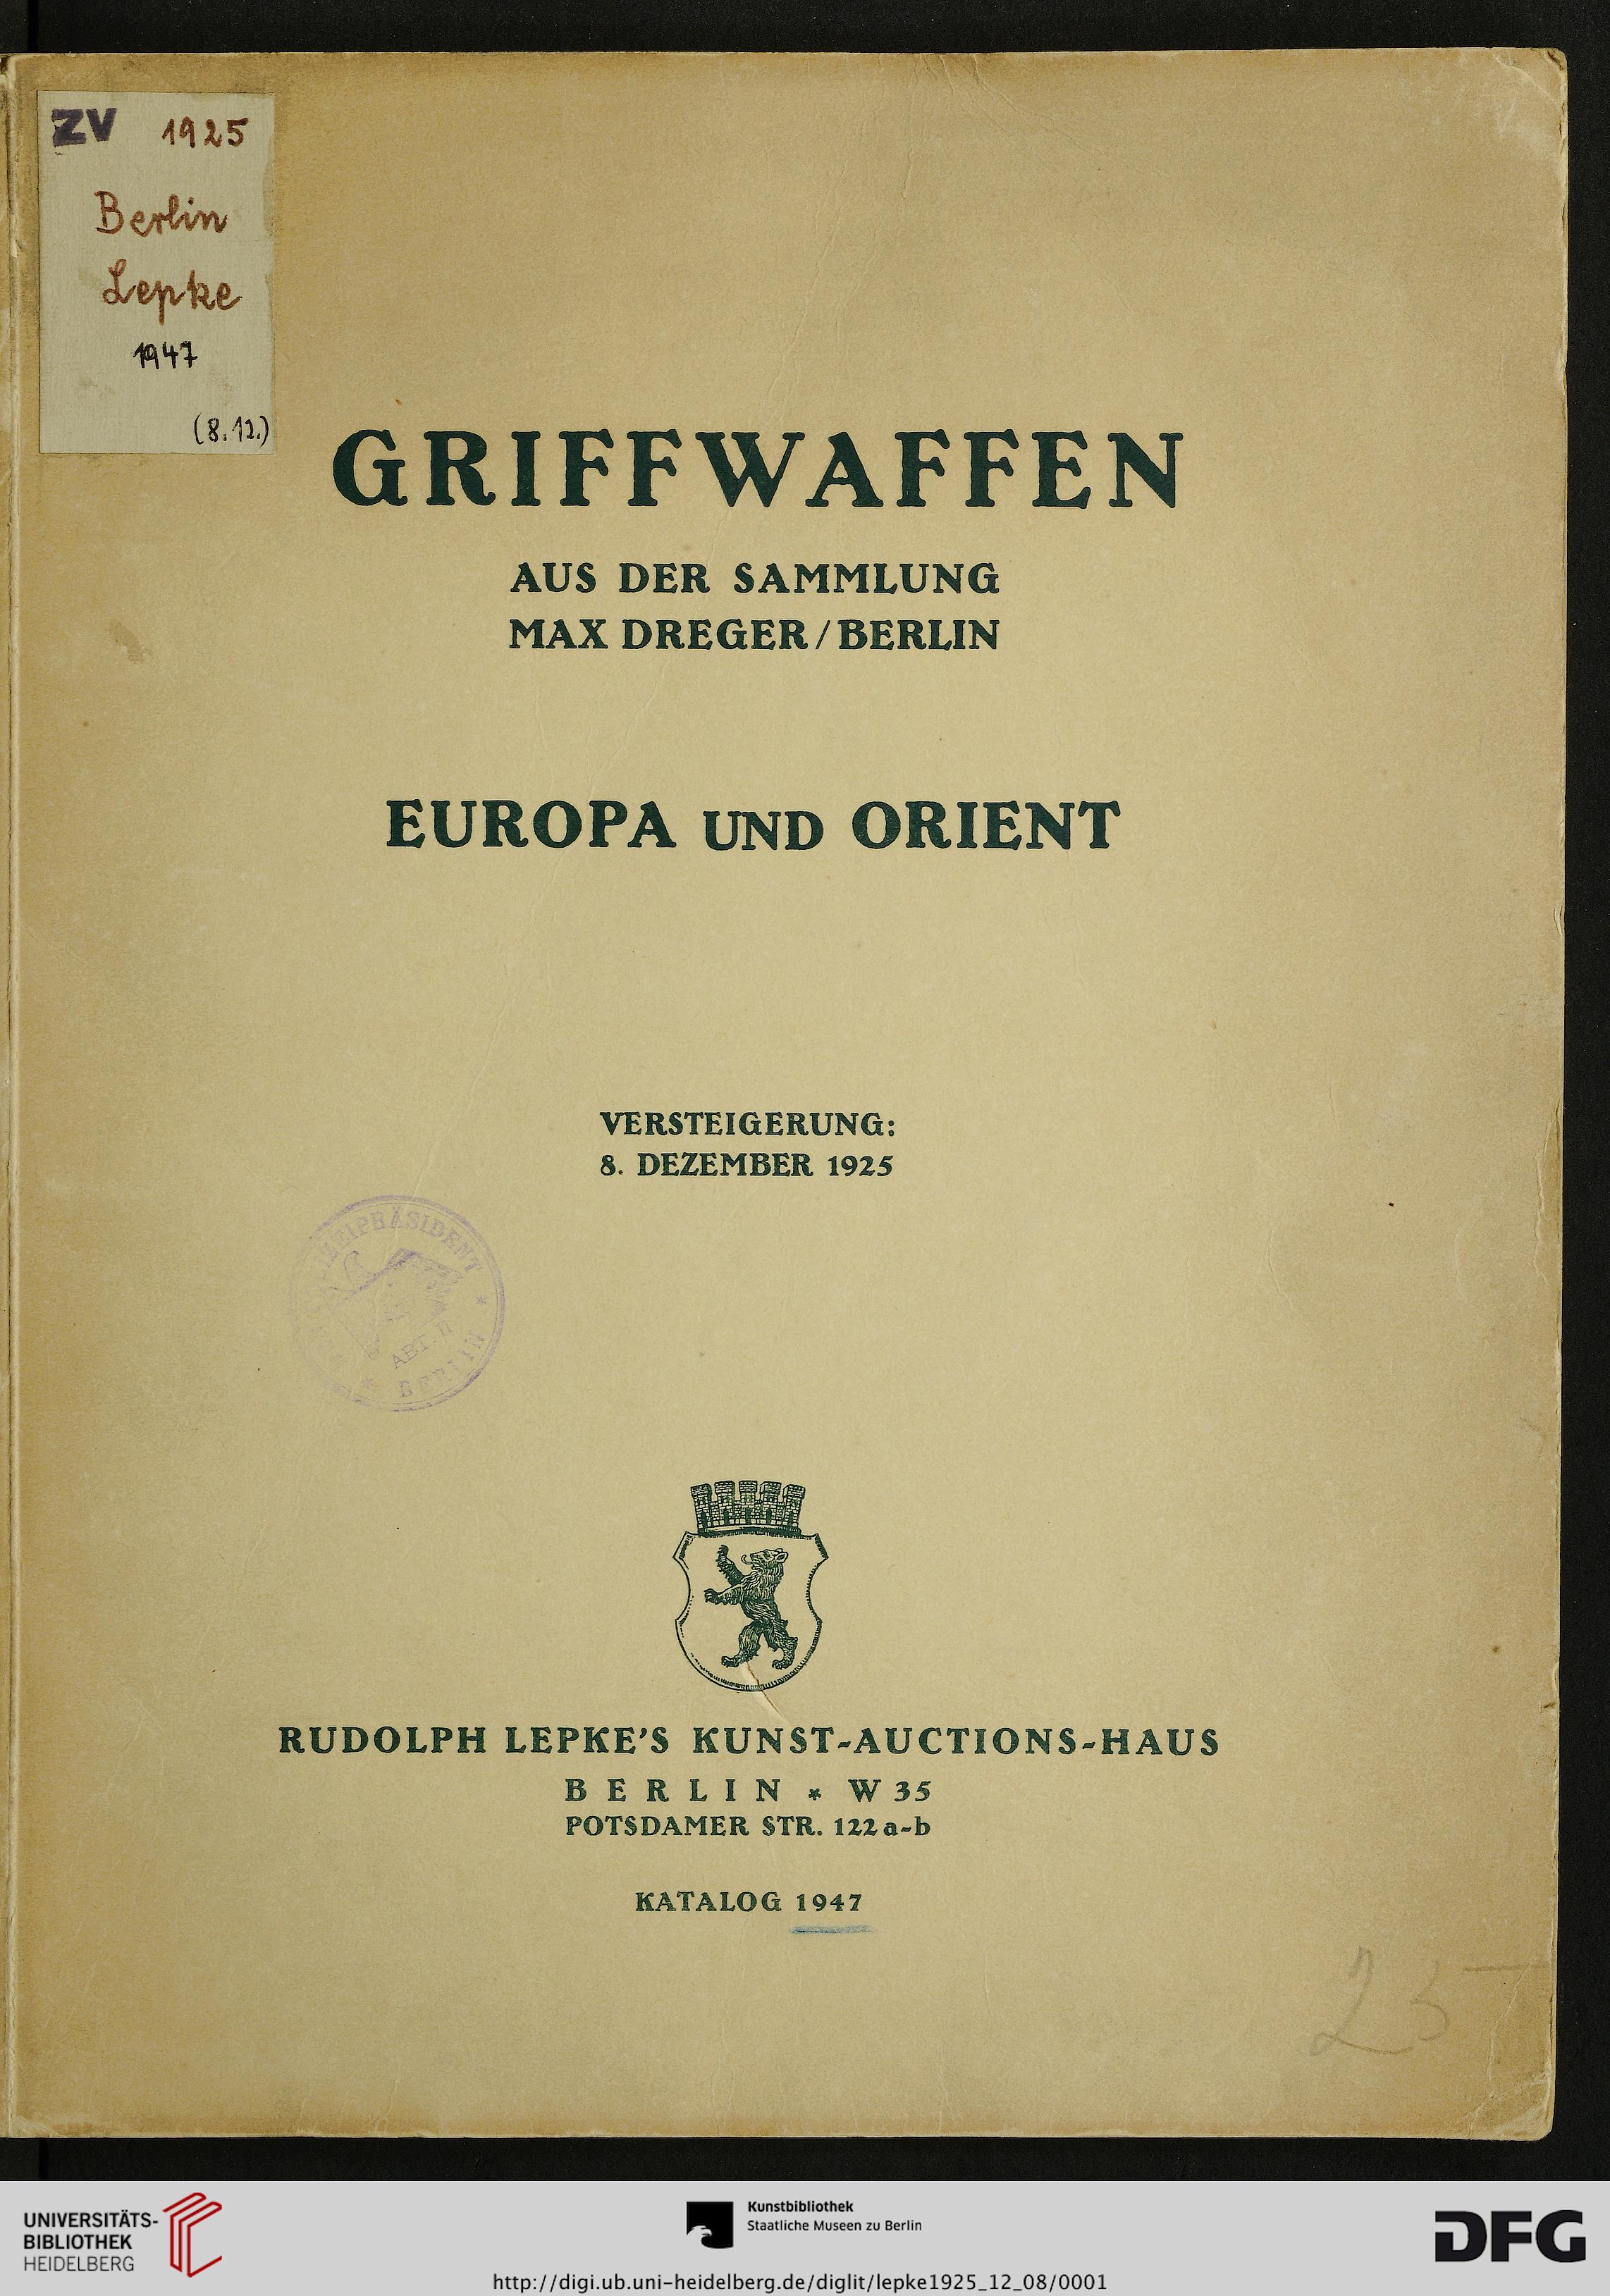 ZV 1925
Berlin
Lepke
1947
(8.12.)
GRIFFWAFFEN
AUS DER SAMMLUNG
MAX DREGER/BERLIN
EUROPA UND ORIENT
VERSTEIGERUNG:
8. DEZEMBER 1925
BERLIN
ABT
RUDOLPH LEPKE'S KUNST-AUCTIONS-HAUS
BERLIN * W 35
POTSDAMER STR. 122 a-b
KATALOG 1947
UNIVERSITÄTS-
BIBLIOTHEK
HEIDELBERG
Kunstbibliothek
Staatliche Museen zu Berlin
DFG
http://digi.ub.uni-heidelberg.de/diglit/lepke1925_12_08/0001